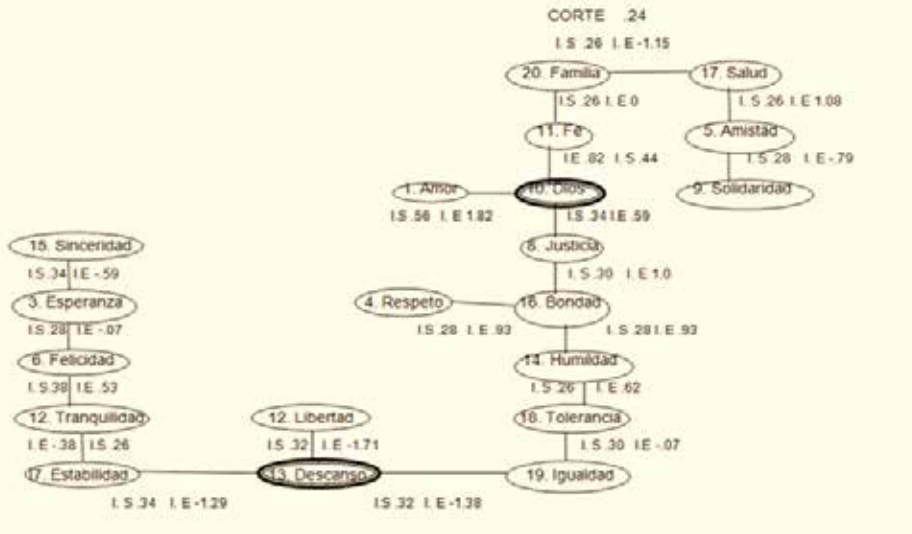 CORTE .24
I.S .26 I.E -1.15
20. Familia 17. Salud
I.S .26 I.E 0 I.S .26 I.E 1.08
11. Fe 5. Amistad
I.E .82 I.S .44 I.S .28 I.E -.79
1. Amor 10. Dios 9. Solidaridad
I.S .56 I.E 1.82 I.S .34 I.E .59
15. Sinceridad 8. Justicia
I.S .34 I.E -.59 I.S .30 I.E 1.0
3. Esperanza 4. Respeto 16. Bondad
I.S .28 I.E -.07 I.S .28 I.E .93 I.S .28 I.E .93
6. Felicidad 14. Humildad
I.S .38 I.E .53 I.S .26 I.E .62
12. Tranquilidad 12. Libertad 18. Tolerancia
I.E -.38 I.S .26 I.S .32 I.E -1.71 I.S .30 I.E -.07
17. Estabilidad 13. Descanso 19. Igualdad
I.S .34 I.E -1.29 I.S .32 I.E -1.38